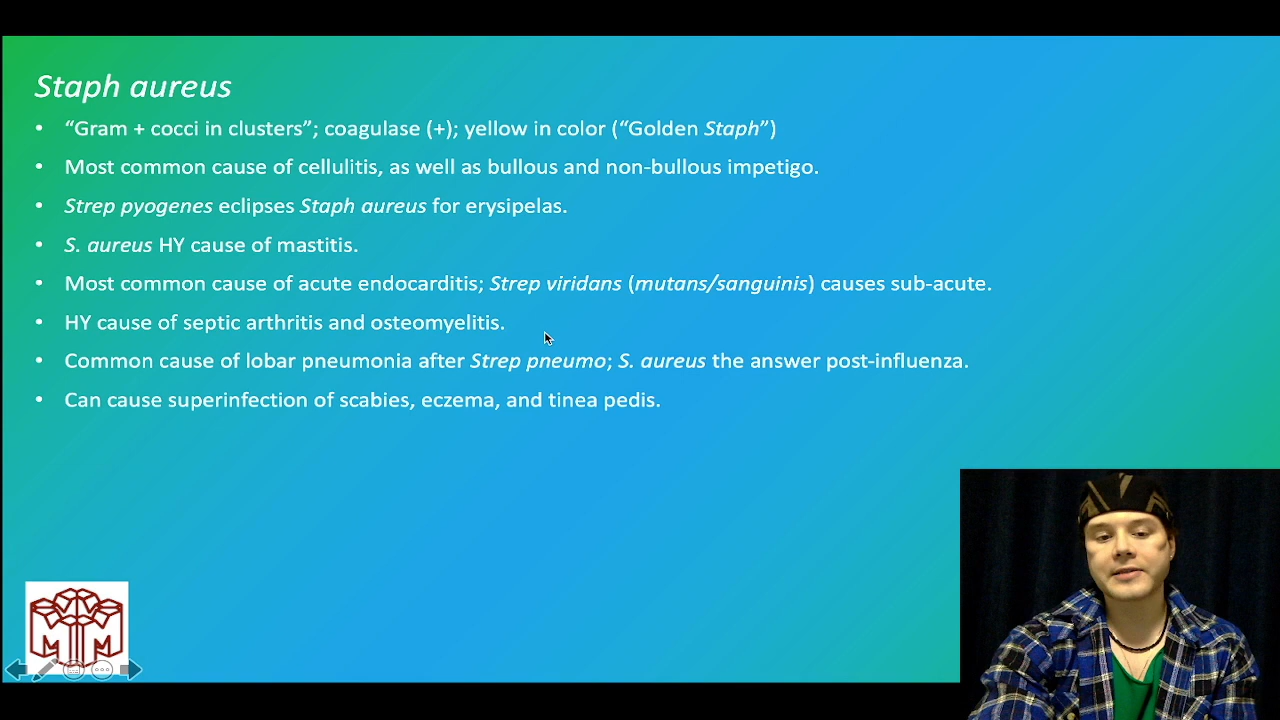 Staph aureus
• “Gram + cocci in clusters”; coagulase (+); yellow in color (“Golden Staph”)
• Most common cause of cellulitis, as well as bullous and non-bullous impetigo.
• Strep pyogenes eclipses Staph aureus for erysipelas.
• S. aureus HY cause of mastitis.
• Most common cause of acute endocarditis; Strep viridans (mutans/sanguinis) causes sub-acute.
• HY cause of septic arthritis and osteomyelitis.
• Common cause of lobar pneumonia after Strep pneumo; S. aureus the answer post-influenza.
• Can cause superinfection of scabies, eczema, and tinea pedis.
M M